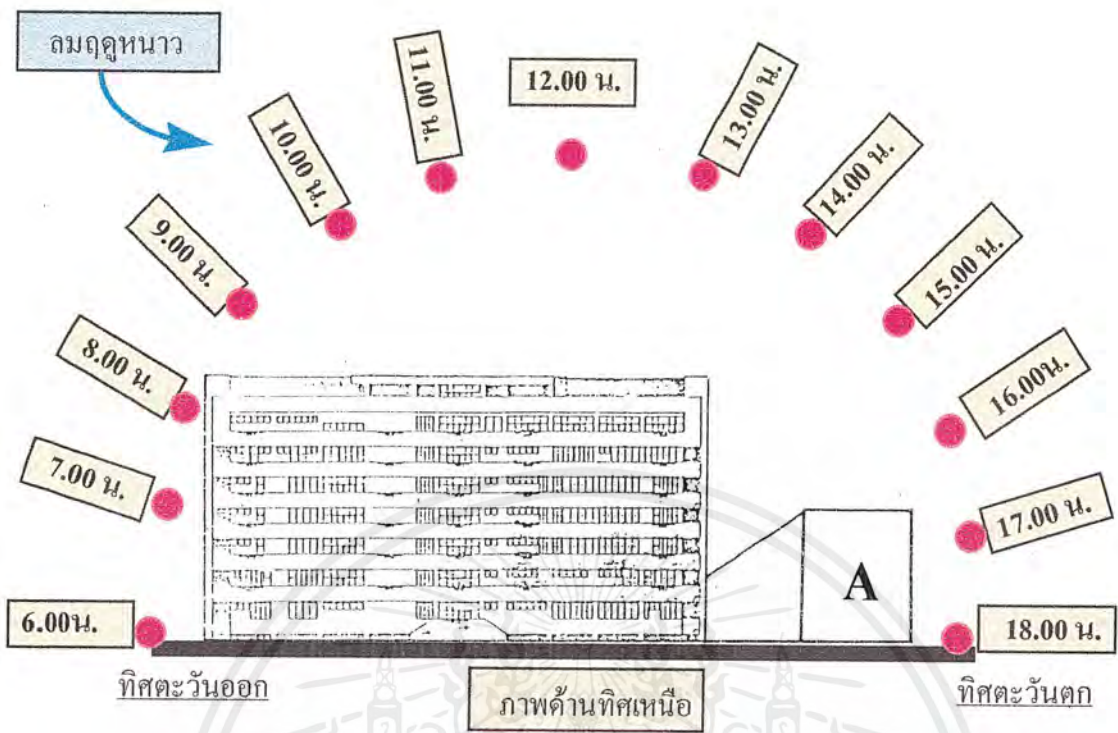 ลมฤดูหนาว
6.00น.
7.00 น.
8.00 น.
9.00 น.
10.00 น.
11.00 น.
12.00 น.
13.00 น.
14.00 น.
15.00 น.
16.00น.
17.00 น.
18.00 น.
A
ทิศตะวันออก
ภาพด้านทิศเหนือ
ทิศตะวันตก